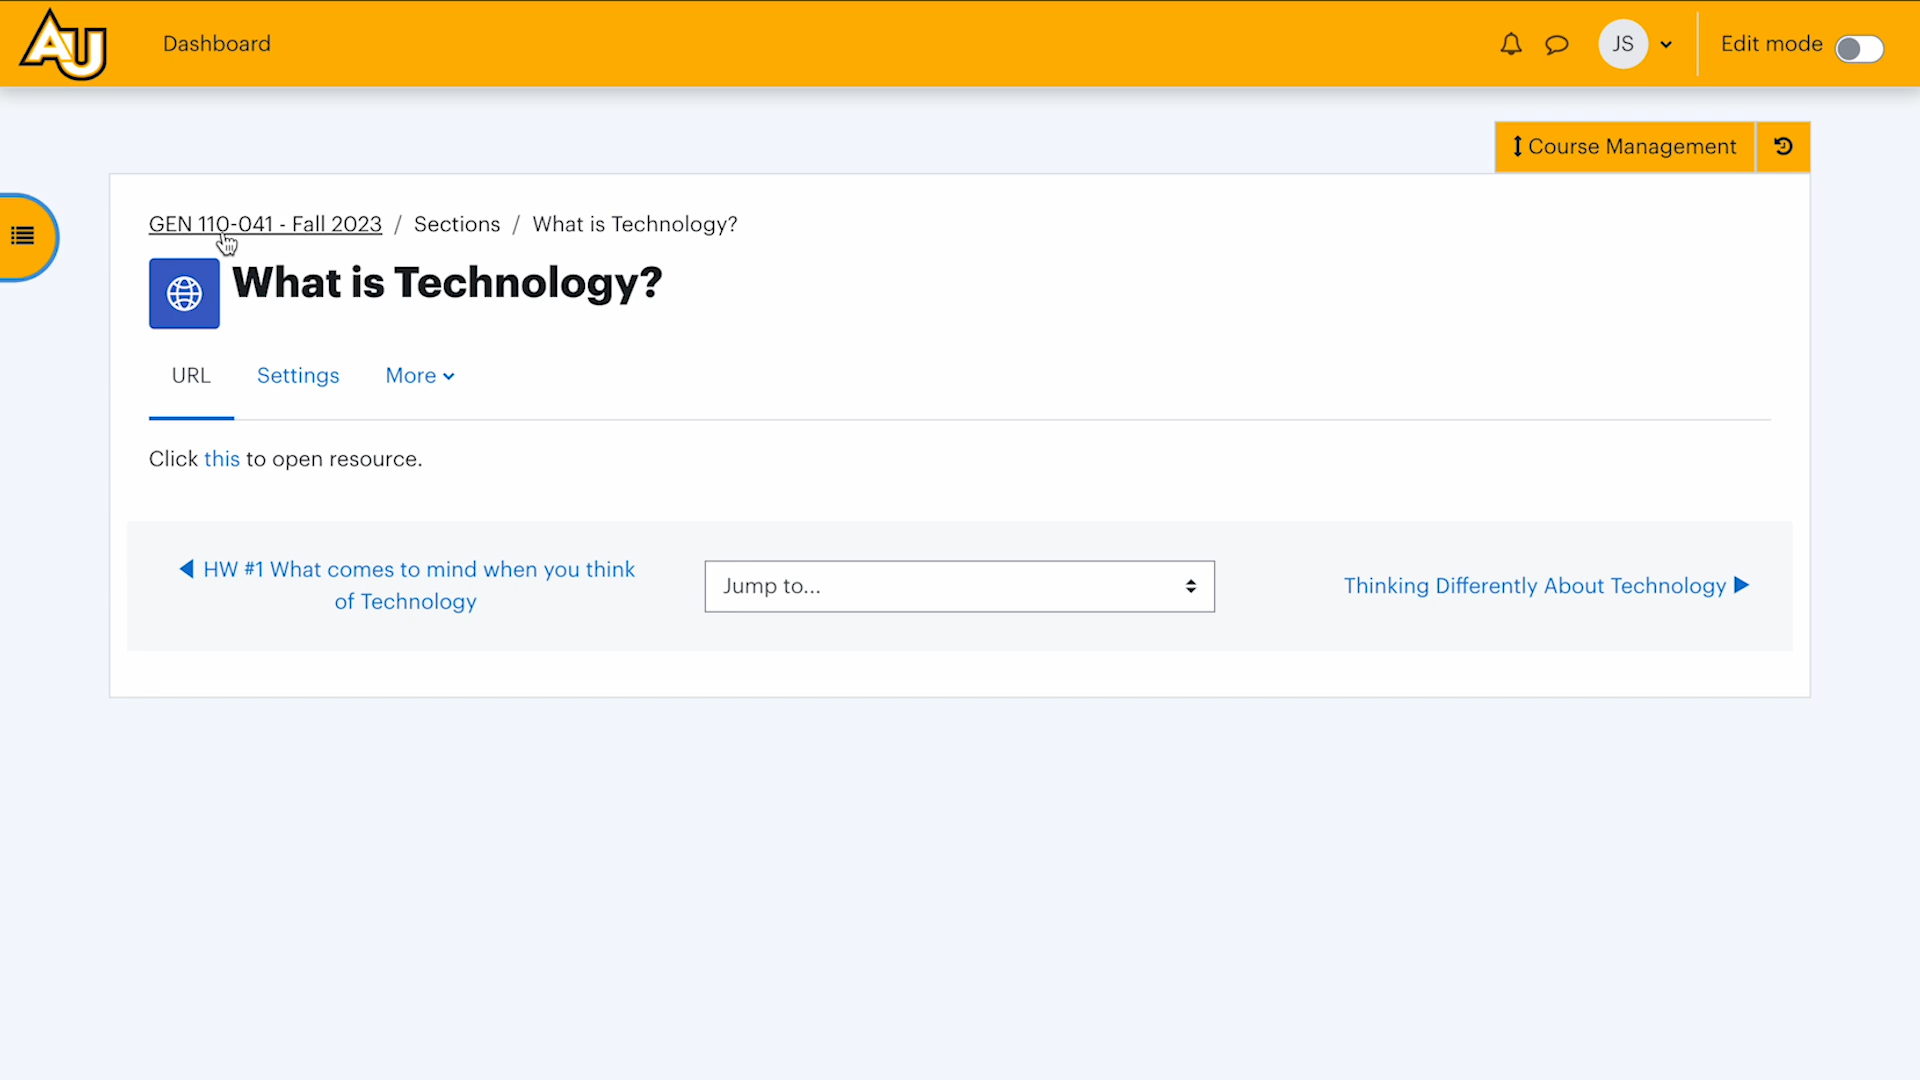 AU
Dashboard
JS
Edit mode
Course Management
GEN 110-041 - Fall 2023 / Sections / What is Technology?
What is Technology?
URL Settings More
Click this to open resource.
HW #1 What comes to mind when you think
of Technology
Jump to...
Thinking Differently About Technology